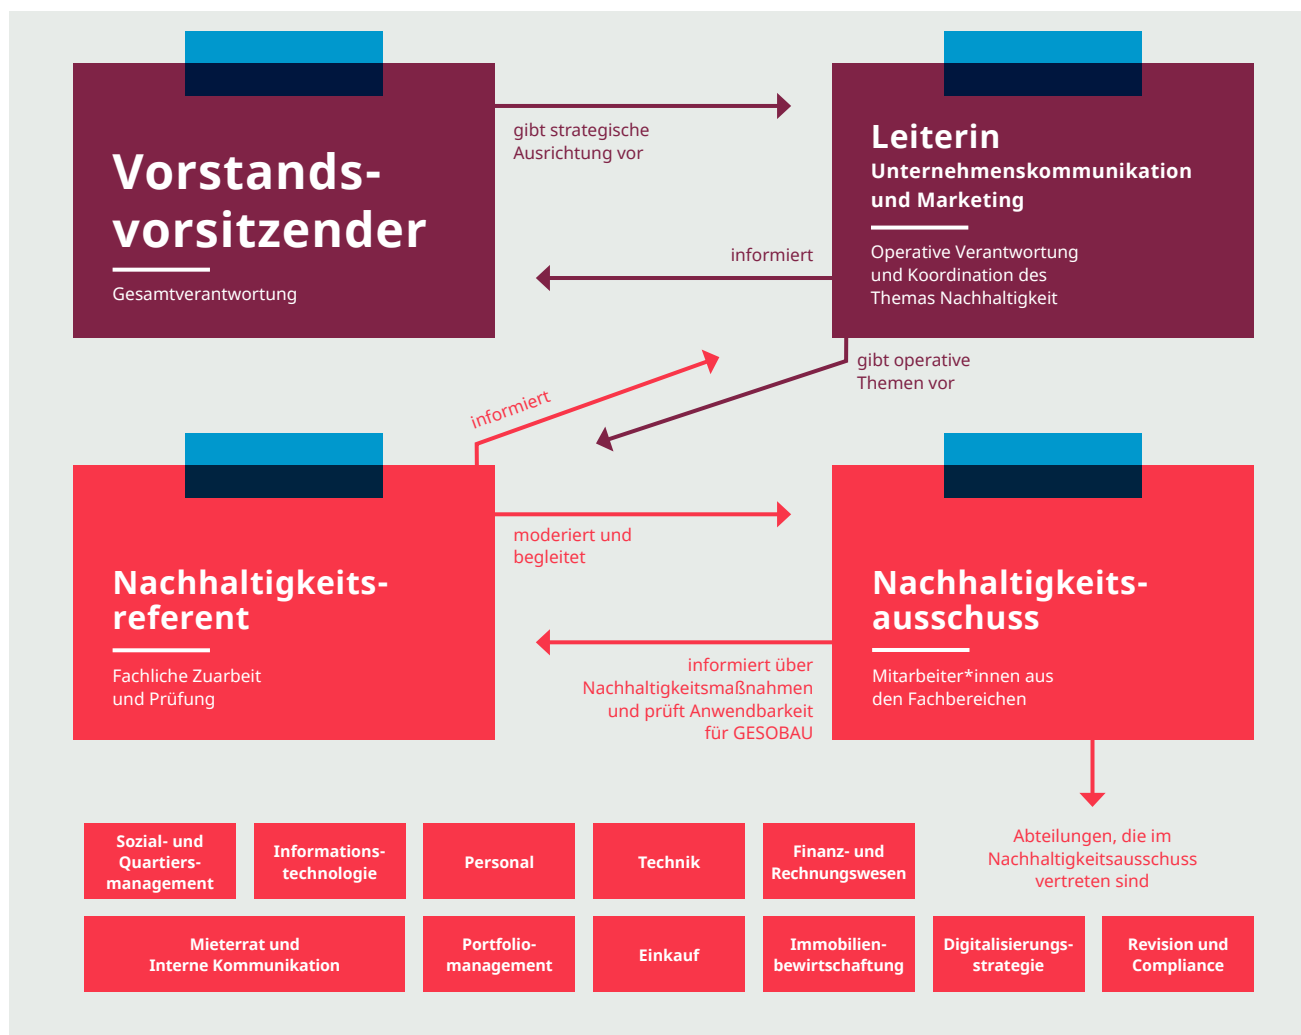 Vorstands-
vorsitzender
Gesamtverantwortung
gibt strategische
Ausrichtung vor
Leiterin
Unternehmenskommunikation
und Marketing
Operative Verantwortung
und Koordination des
Themas Nachhaltigkeit
informiert
gibt operative
Themen vor
informiert
Nachhaltigkeits-
referent
Fachliche Zuarbeit
und Prüfung
moderiert und
begleitet
Nachhaltigkeits-
ausschuss
Mitarbeiter*innen aus
den Fachbereichen
informiert über
Nachhaltigkeitsmaßnahmen
und prüft Anwendbarkeit
für GESOBAU
Abteilungen, die im
Nachhaltigkeitsausschuss
vertreten sind
Sozial- und
Quartiers-
management
Informations-
technologie
Personal
Technik
Finanz- und
Rechnungswesen
Mieterrat und
Interne Kommunikation
Portfolio-
management
Einkauf
Immobilien-
bewirtschaftung
Digitalisierungs-
strategie
Revision und
Compliance